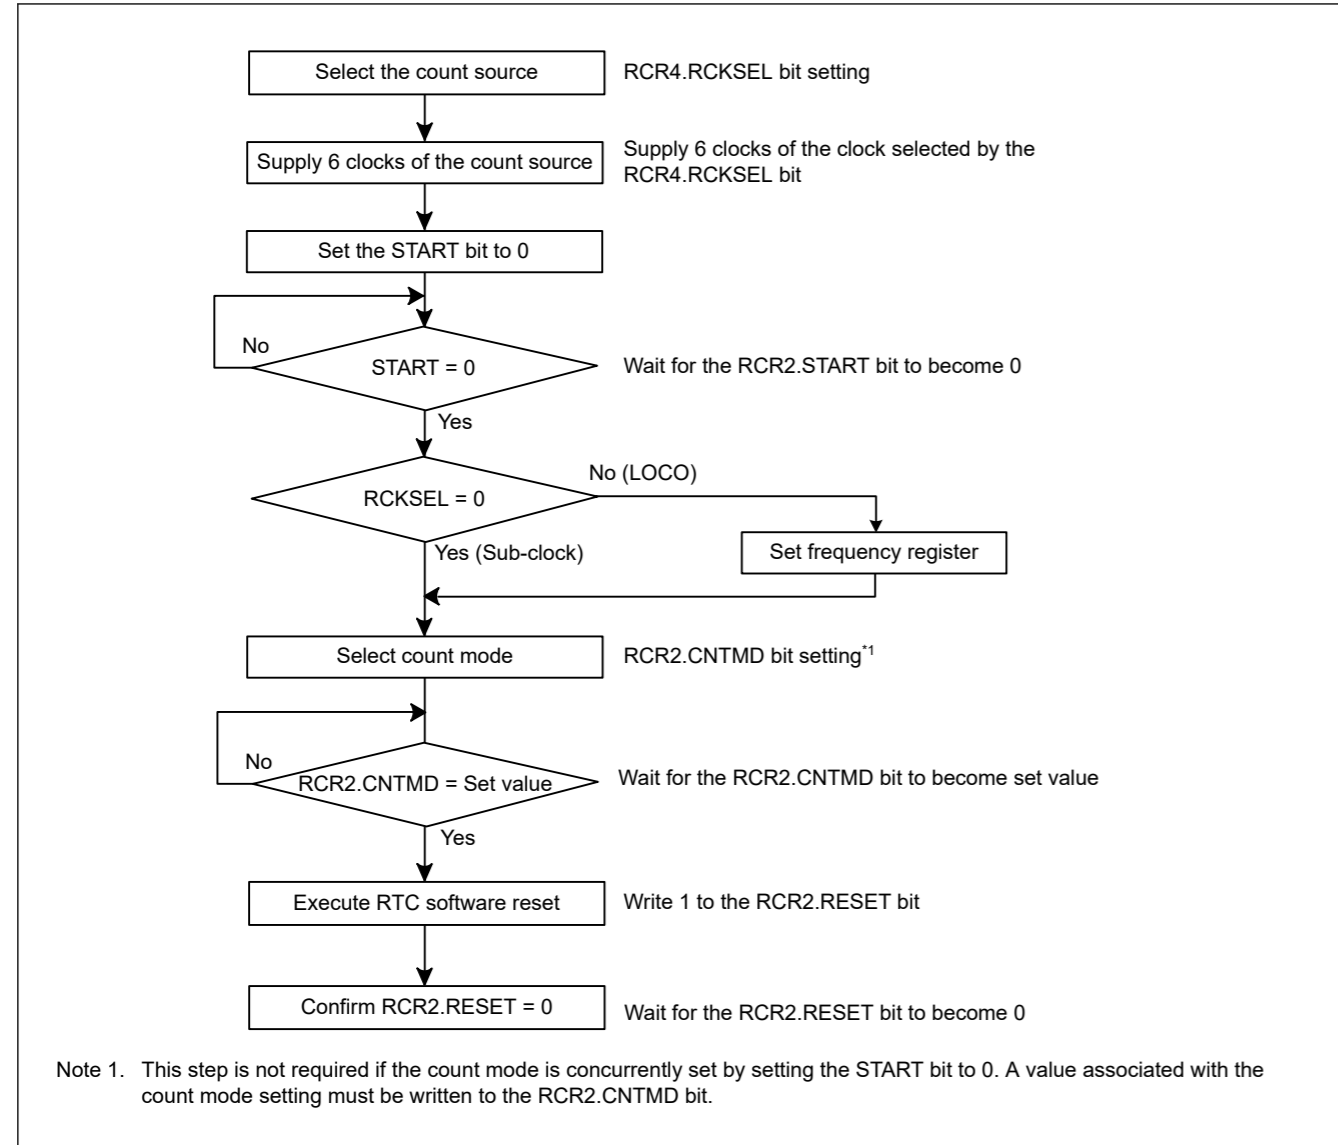 Select the count source
RCR4.RCKSEL bit setting
Supply 6 clocks of the count source
Supply 6 clocks of the clock selected by the
RCR4.RCKSEL bit
Set the START bit to 0
No
START = 0
Wait for the RCR2.START bit to become 0
Yes
No (LOCO)
RCKSEL = 0
Yes (Sub-clock)
Set frequency register
Select count mode
RCR2.CNTMD bit setting*1
No
RCR2.CNTMD = Set value
Wait for the RCR2.CNTMD bit to become set value
Yes
Execute RTC software reset
Write 1 to the RCR2.RESET bit
Confirm RCR2.RESET = 0
Wait for the RCR2.RESET bit to become 0
Note 1. This step is not required if the count mode is concurrently set by setting the START bit to 0. A value associated with the
count mode setting must be written to the RCR2.CNTMD bit.